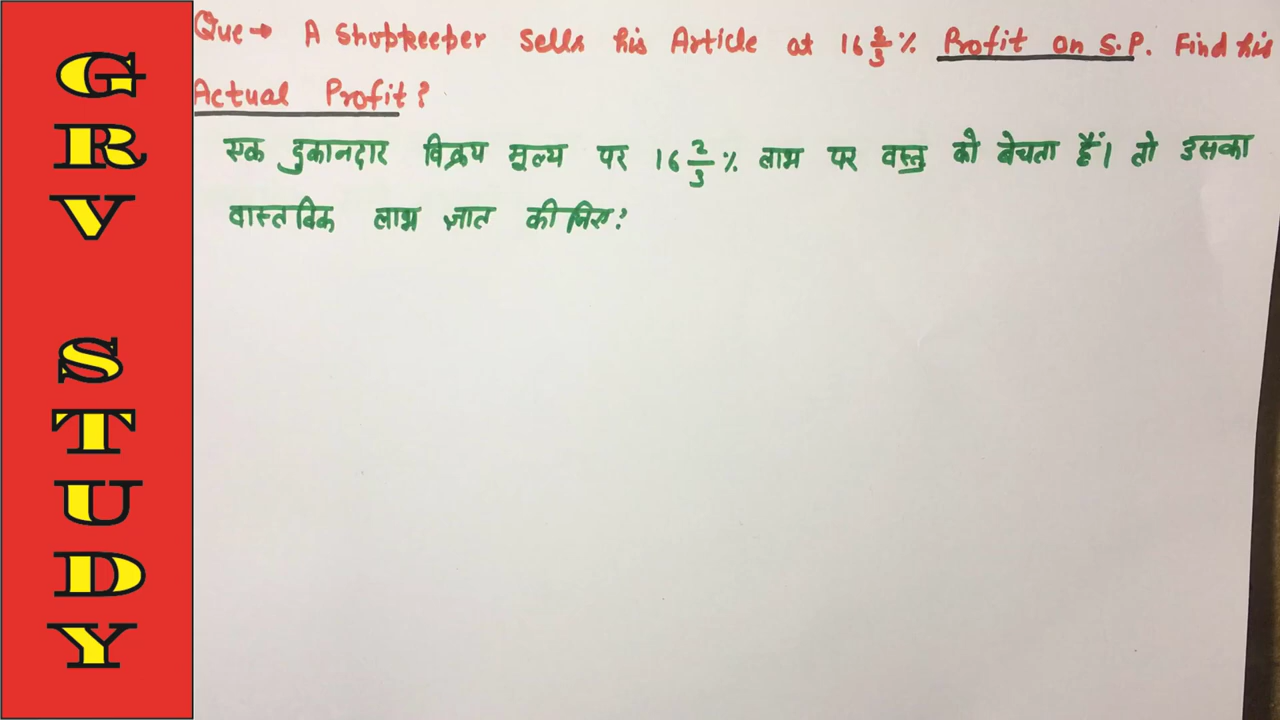 GRV STUDY
Que→ A Shopkeeper Sells his Article at 16 2/3 % Profit on S.P. Find his
Actual Profit?
एक दुकानदार विक्रय मूल्य पर 16 2/3 % लाभ पर वस्तु को बेचता हैं। तो उसका
वास्तविक लाभ ज्ञात कीजिए?